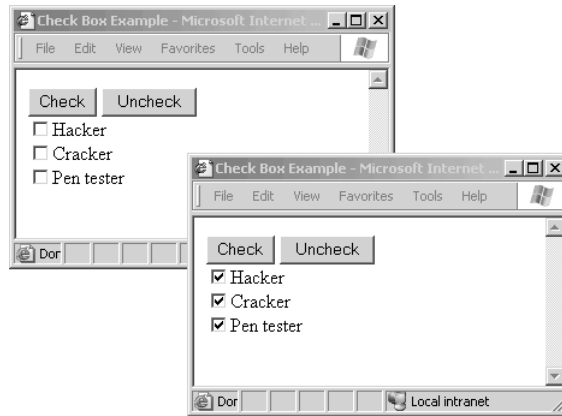 Check Box Example - Microsoft Internet ...
File Edit View Favorites Tools Help
Check Uncheck
Hacker
Cracker
Pen tester
Dor
Check Box Example - Microsoft Internet ...
File Edit View Favorites Tools Help
Check Uncheck
Hacker
Cracker
Pen tester
Dor Local intranet